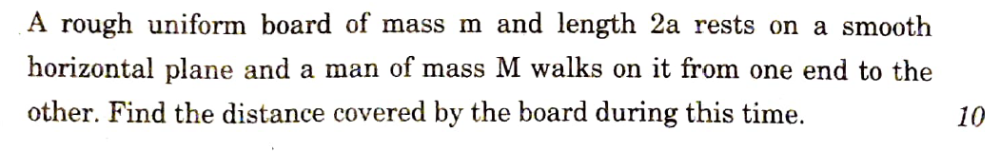 A rough uniform board of mass m and length 2a rests on a smooth
horizontal plane and a man of mass M walks on it from one end to the
other. Find the distance covered by the board during this time. 10